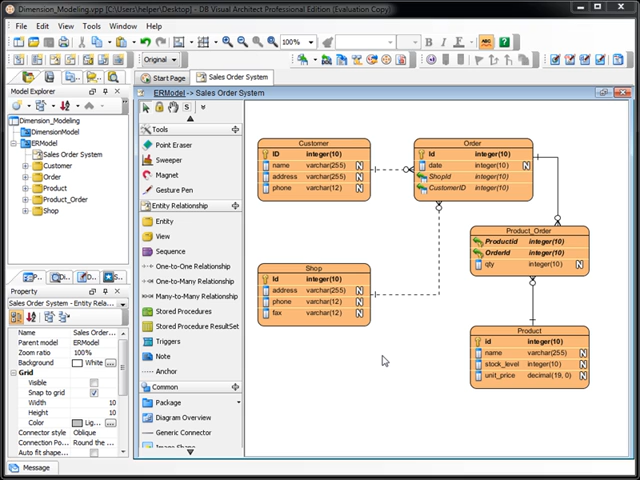 Dimension_Modeling.vpp [C:\Users\helper\Desktop\] - DB Visual Architect Professional Edition (Evaluation Copy)
File Edit View Tools Window Help
100%
B I
ABC
Original
Model Explorer
Dimension_Modeling
DimensionModel
ERModel
Sales Order System
Customer
Order
Product
Product_Order
Shop
P...
Di...
S...
Property
Sales Order System - Entity Relatio...
Name Sales Order...
Parent model ERModel
Zoom ratio 100%
Background White ...
Grid
Visible
Snap to grid
Width 10
Height 10
Color Lig... ...
Connector style Oblique
Connection Po... Round the ...
Auto fit shape...
Message
Start Page
Sales Order System
ERModel -> Sales Order System
S
Tools
Point Eraser
Sweeper
Magnet
Gesture Pen
Entity Relationship
Entity
View
Sequence
One-to-One Relationship
One-to-Many Relationship
Many-to-Many Relationship
Stored Procedures
Stored Procedure ResultSet
Triggers
Note
Anchor
Common
Package
Diagram Overview
Generic Connector
Customer
ID integer(10)
name varchar(255) N
address varchar(255) N
phone varchar(12) N
Order
Id integer(10)
date integer(10) N
ShopId integer(10)
CustomerID integer(10)
Product_Order
ProductId integer(10)
OrderId integer(10)
qty integer(10) N
Shop
Id integer(10)
address varchar(255) N
phone varchar(12) N
fax varchar(12) N
Product
Id integer(10)
name varchar(255) N
stock_level integer(10) N
unit_price decimal(19, 0) N